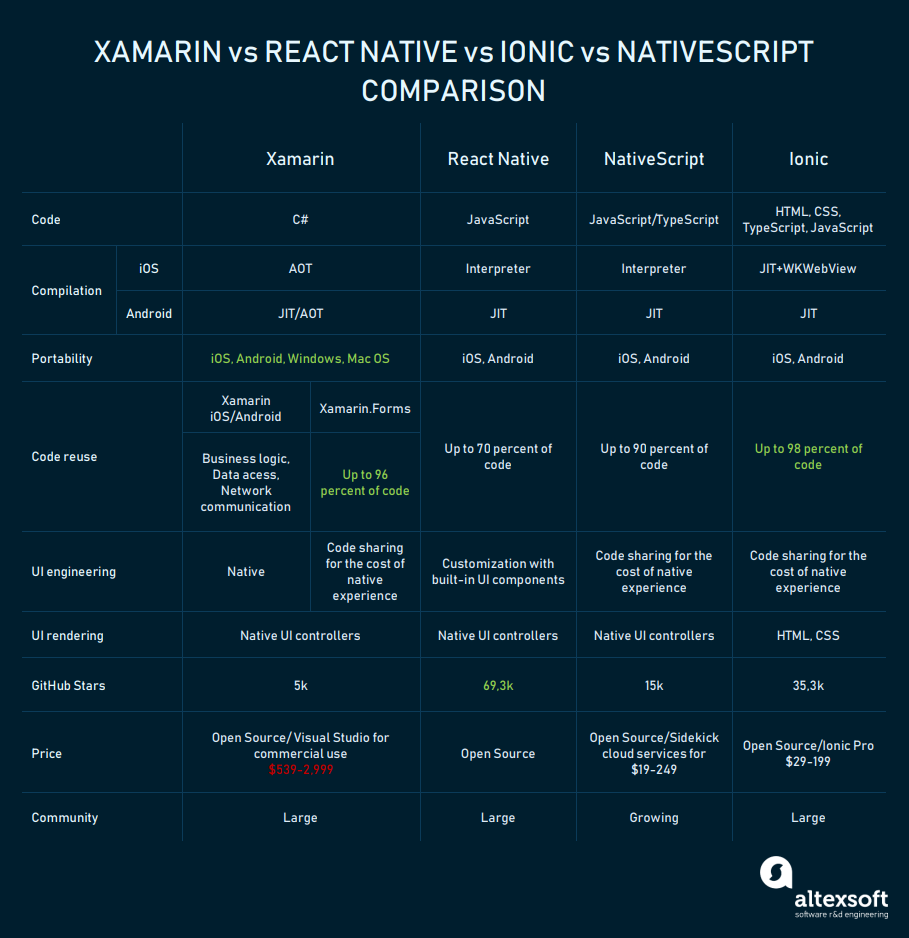 XAMARIN vs REACT NATIVE vs IONIC vs NATIVESCRIPT
COMPARISON
Xamarin
React Native
NativeScript
Ionic
Code
C#
JavaScript
JavaScript/TypeScript
HTML, CSS,
TypeScript, JavaScript
Compilation
iOS
AOT
Interpreter
Interpreter
JIT+WKWebView
Android
JIT/AOT
JIT
JIT
JIT
Portability
iOS, Android, Windows, Mac OS
iOS, Android
iOS, Android
iOS, Android
Code reuse
Xamarin
iOS/Android
Xamarin.Forms
Business logic,
Data acess,
Network
communication
Up to 96
percent of code
Up to 70 percent of
code
Up to 90 percent of
code
Up to 98 percent of
code
UI engineering
Native
Code sharing
for the cost of
native
experience
Customization with
built-in UI components
Code sharing for the
cost of native
experience
Code sharing for the
cost of native
experience
UI rendering
Native UI controllers
Native UI controllers
Native UI controllers
HTML, CSS
GitHub Stars
5k
69,3k
15k
35,3k
Price
Open Source/ Visual Studio for
commercial use
$539-2,999
Open Source
Open Source/Sidekick
cloud services for
$19-249
Open Source/Ionic Pro
$29-199
Community
Large
Large
Growing
Large
altexsoft
software r&d engineering